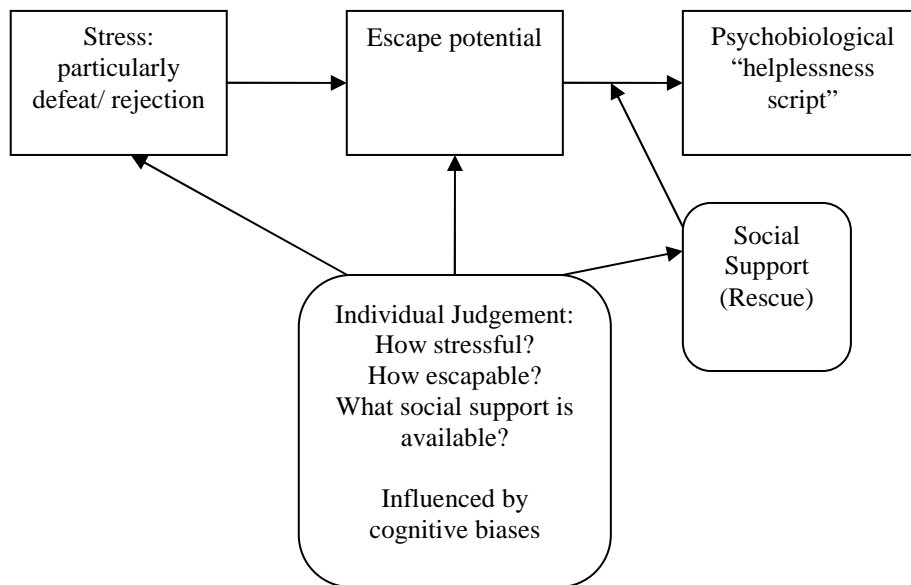 Stress:
particularly
defeat/ rejection
Escape potential
Psychobiological
“helplessness
script”
Social
Support
(Rescue)
Individual Judgement:
How stressful?
How escapable?
What social support is
available?
Influenced by
cognitive biases